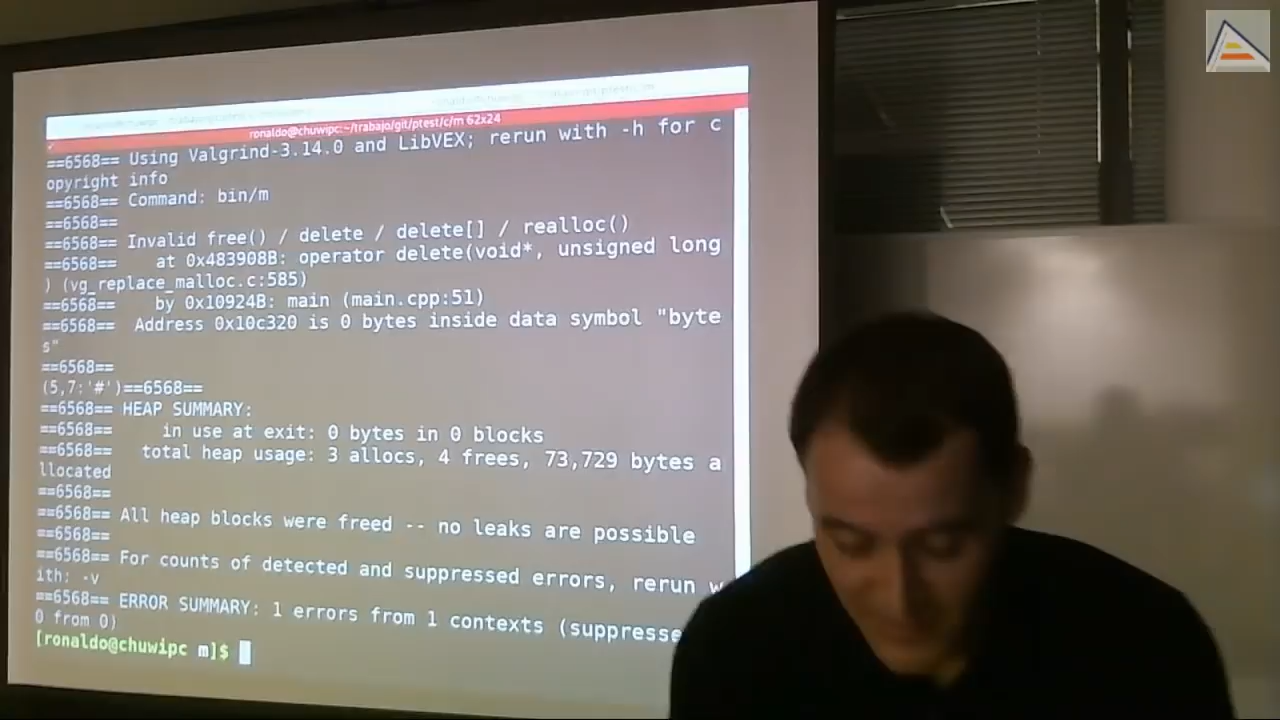 ronaldo@chuwipc:~/trabajo/git/ptest/c/m 62x24
==6568== Using Valgrind-3.14.0 and LibVEX; rerun with -h for c
opyright info
==6568== Command: bin/m
==6568==
==6568== Invalid free() / delete / delete[] / realloc()
==6568==    at 0x483908B: operator delete(void*, unsigned long
) (vg_replace_malloc.c:585)
==6568==    by 0x10924B: main (main.cpp:51)
==6568==  Address 0x10c320 is 0 bytes inside data symbol "byte
s"
==6568==
(5,7:'#')==6568==
==6568== HEAP SUMMARY:
==6568==     in use at exit: 0 bytes in 0 blocks
==6568==   total heap usage: 3 allocs, 4 frees, 73,729 bytes a
llocated
==6568==
==6568== All heap blocks were freed -- no leaks are possible
==6568==
==6568== For counts of detected and suppressed errors, rerun w
ith: -v
==6568== ERROR SUMMARY: 1 errors from 1 contexts (suppresse
0 from 0)
[ronaldo@chuwipc m]$